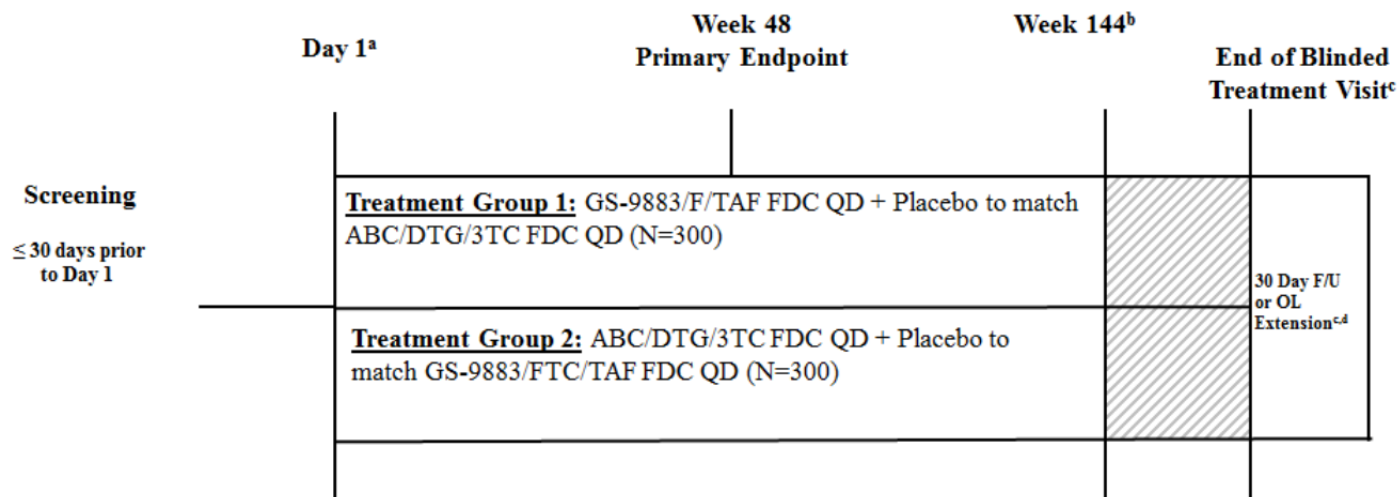 Day 1ᵃ
Week 48
Primary Endpoint
Week 144ᵇ
End of Blinded
Treatment Visitᶜ
Screening
≤ 30 days prior
to Day 1
Treatment Group 1: GS-9883/F/TAF FDC QD + Placebo to match
ABC/DTG/3TC FDC QD (N=300)
Treatment Group 2: ABC/DTG/3TC FDC QD + Placebo to
match GS-9883/FTC/TAF FDC QD (N=300)
30 Day F/U
or OL
Extensionᶜ,ᵈ